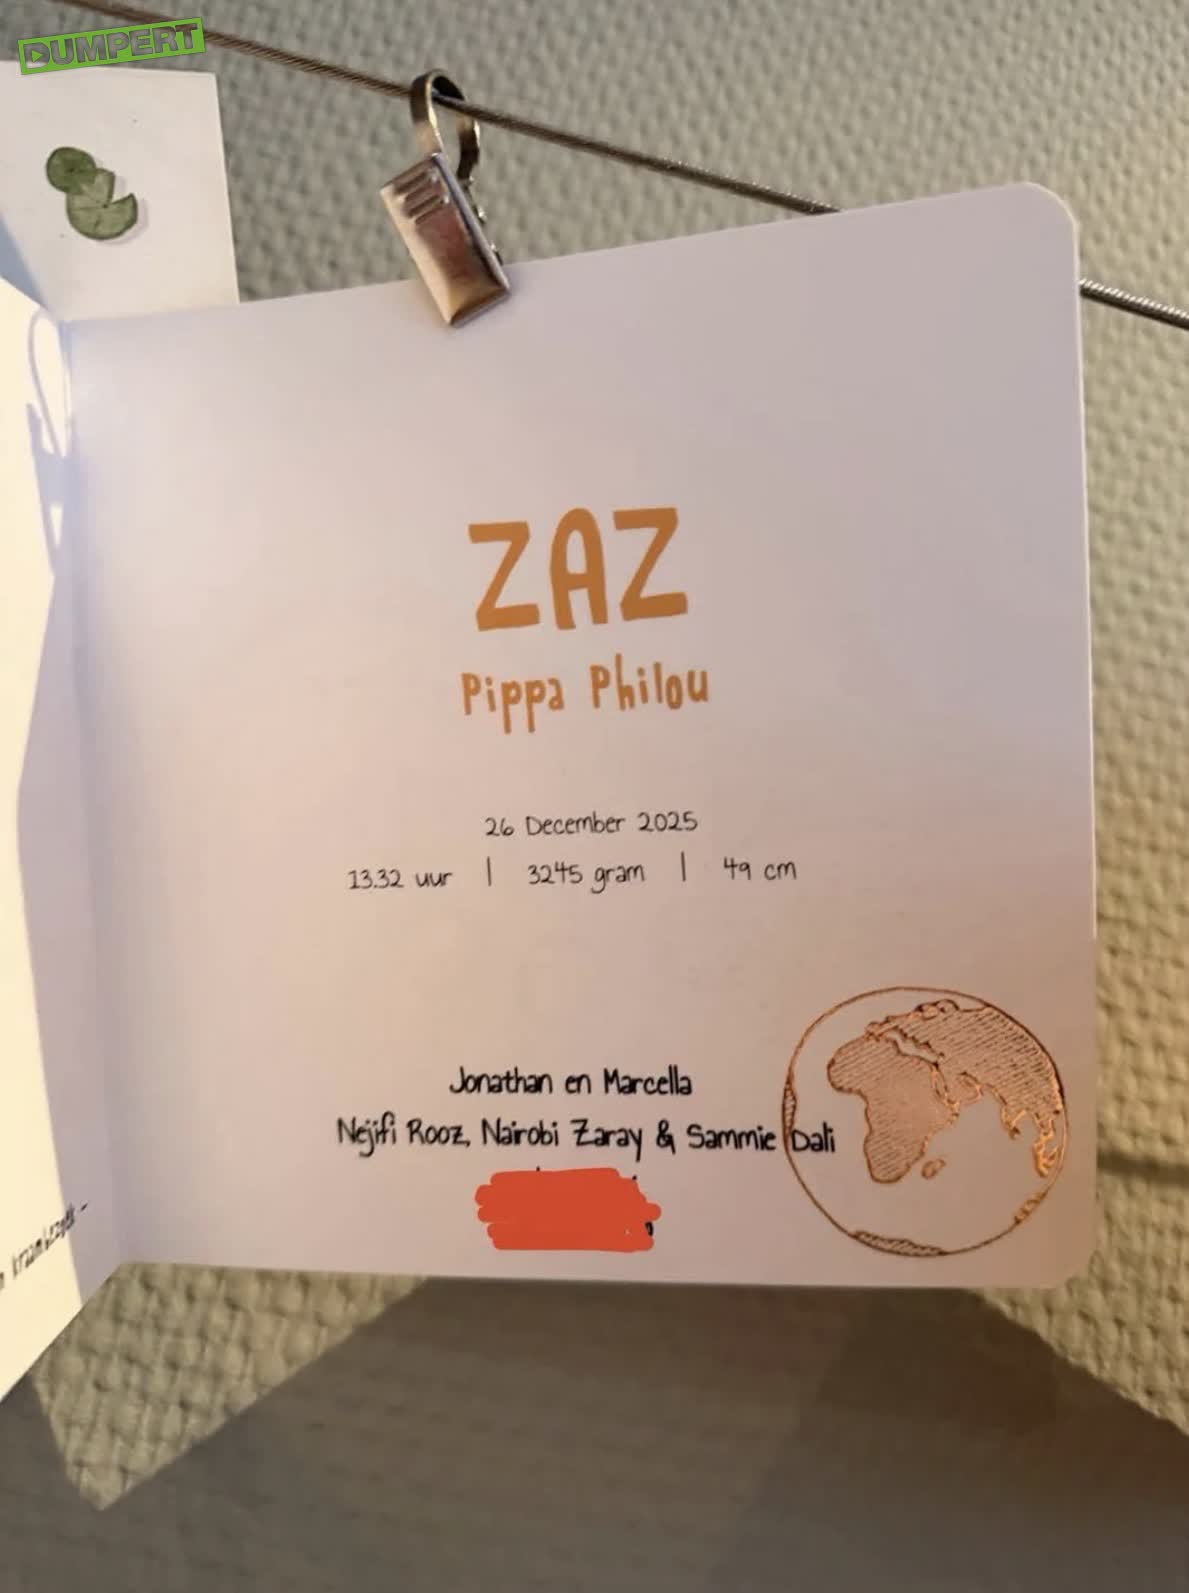 DUMPERT
ZAZ
Pippa Philou
26 December 2025
13.32 uur | 3245 gram | 49 cm
Jonathan en Marcella
Nejifi Rooz, Nairobi Zaray & Sammie Dali